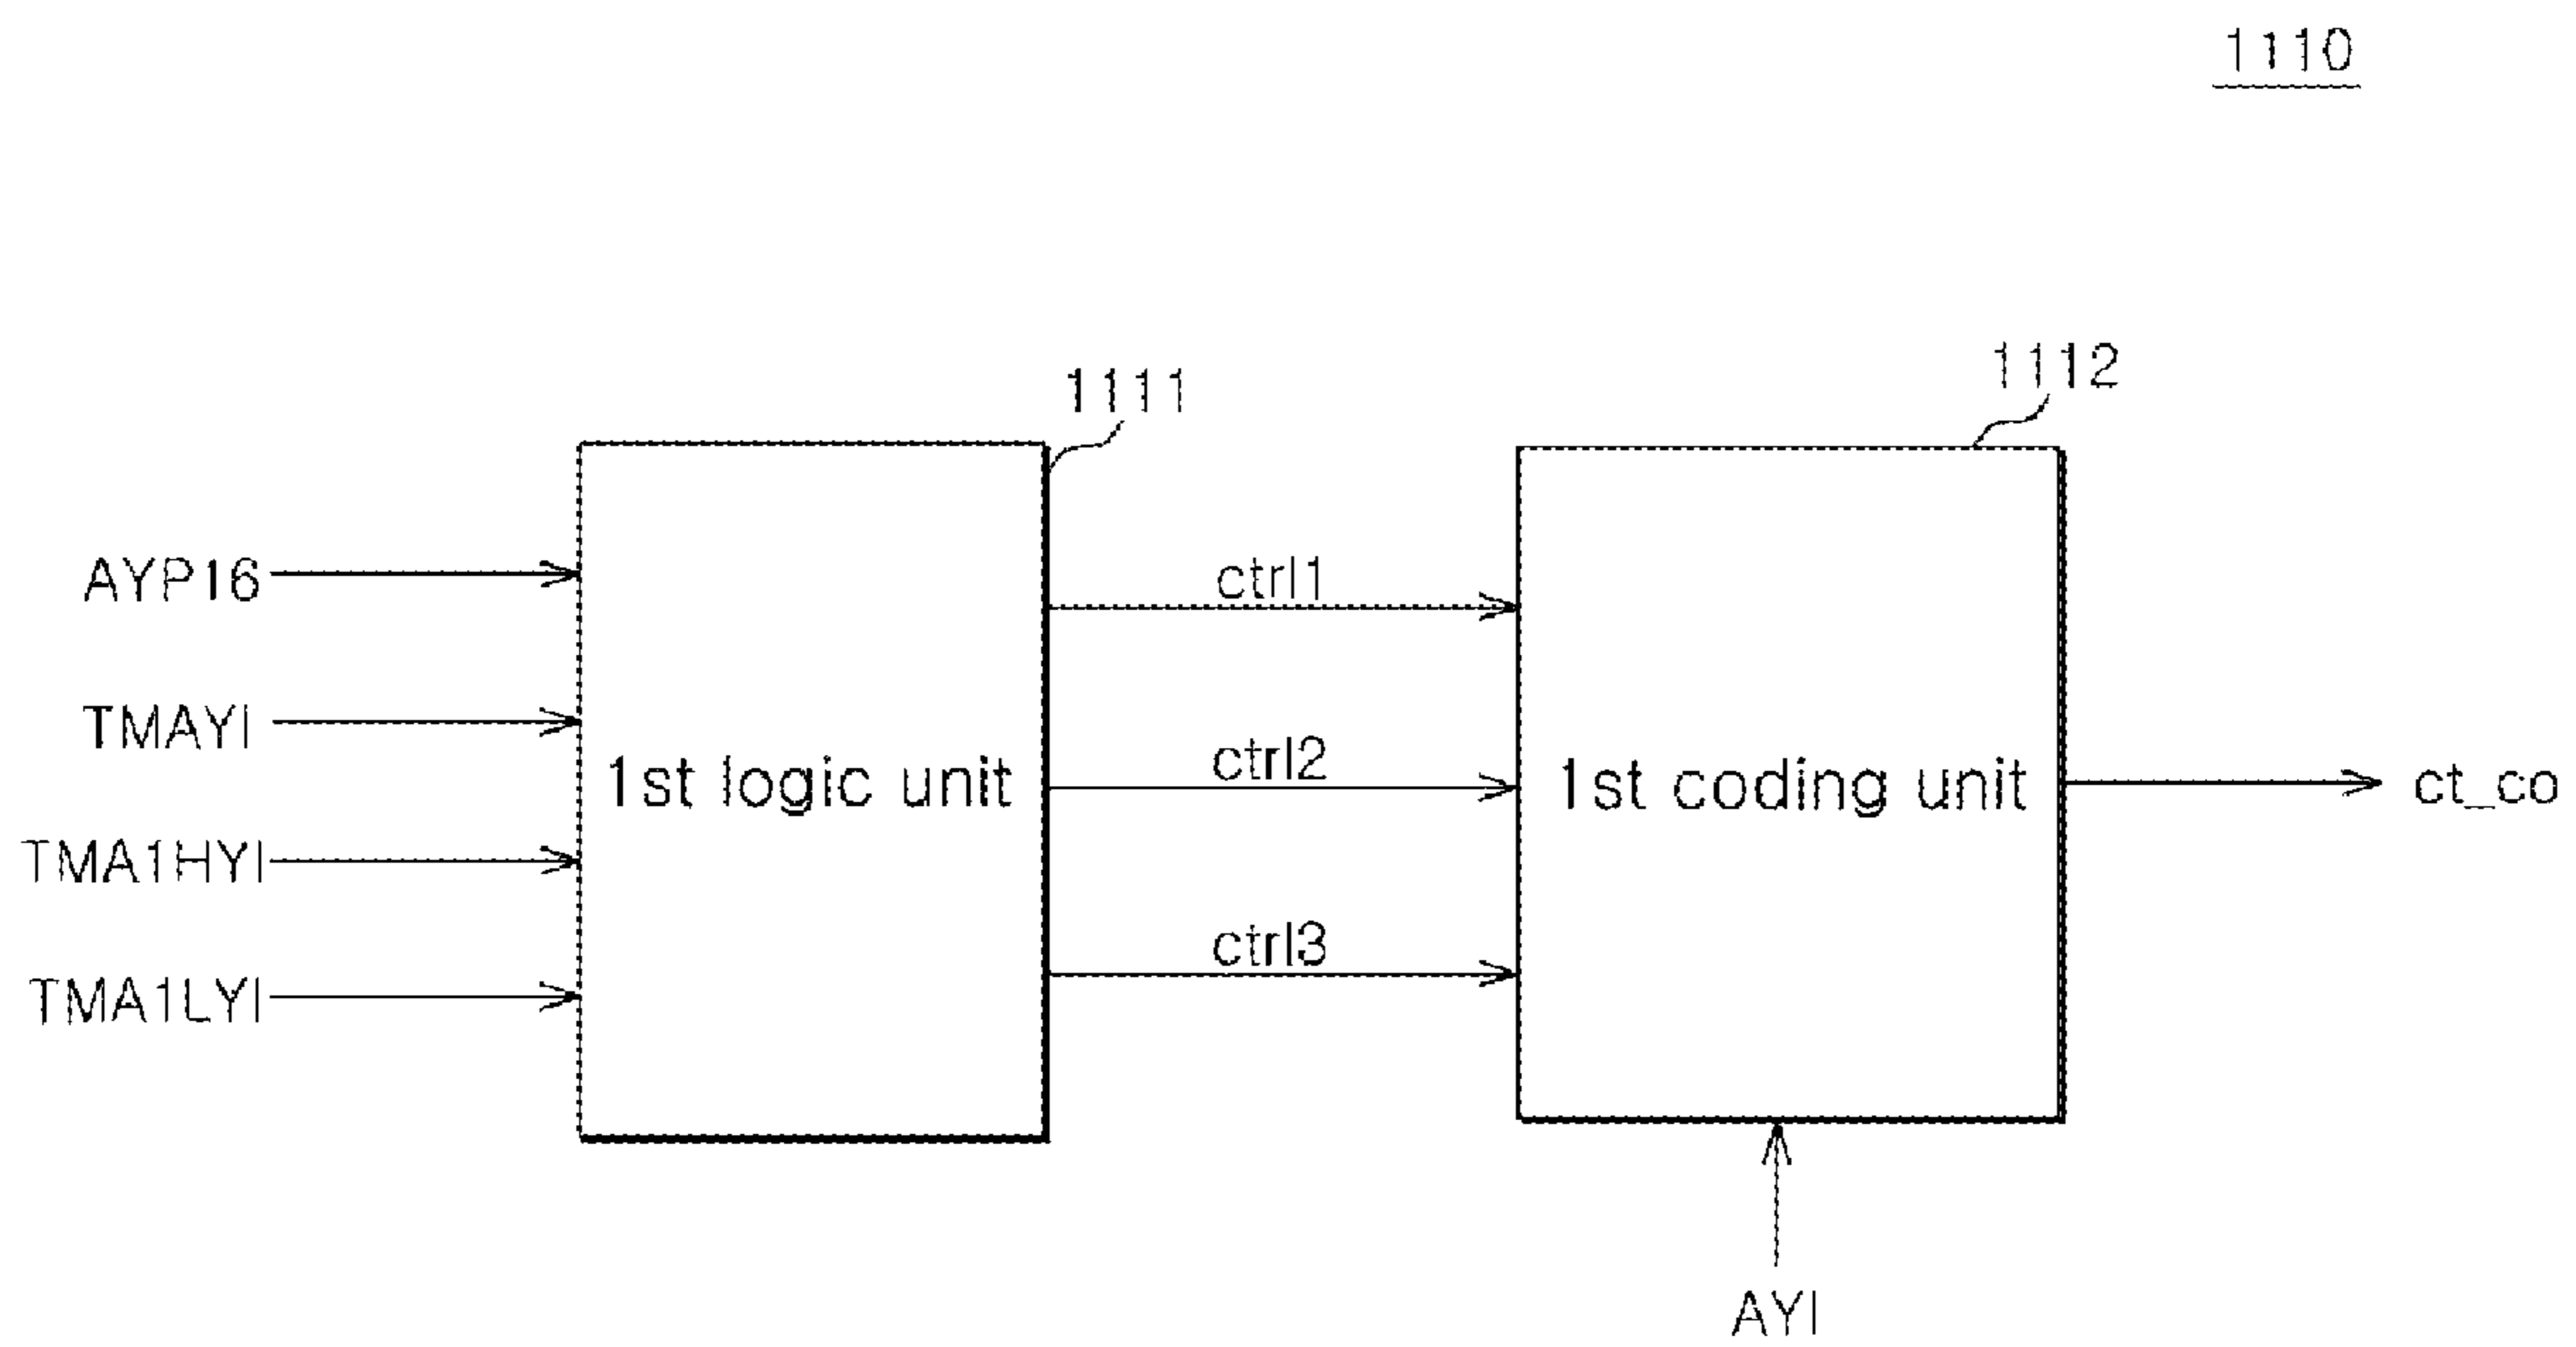 1110
1111
1112
AYP16
ctrl1
TMAYI
ctrl2
1st logic unit
1st coding unit
ct_co
TMA1HYI
ctrl3
TMA1LYI
AYI